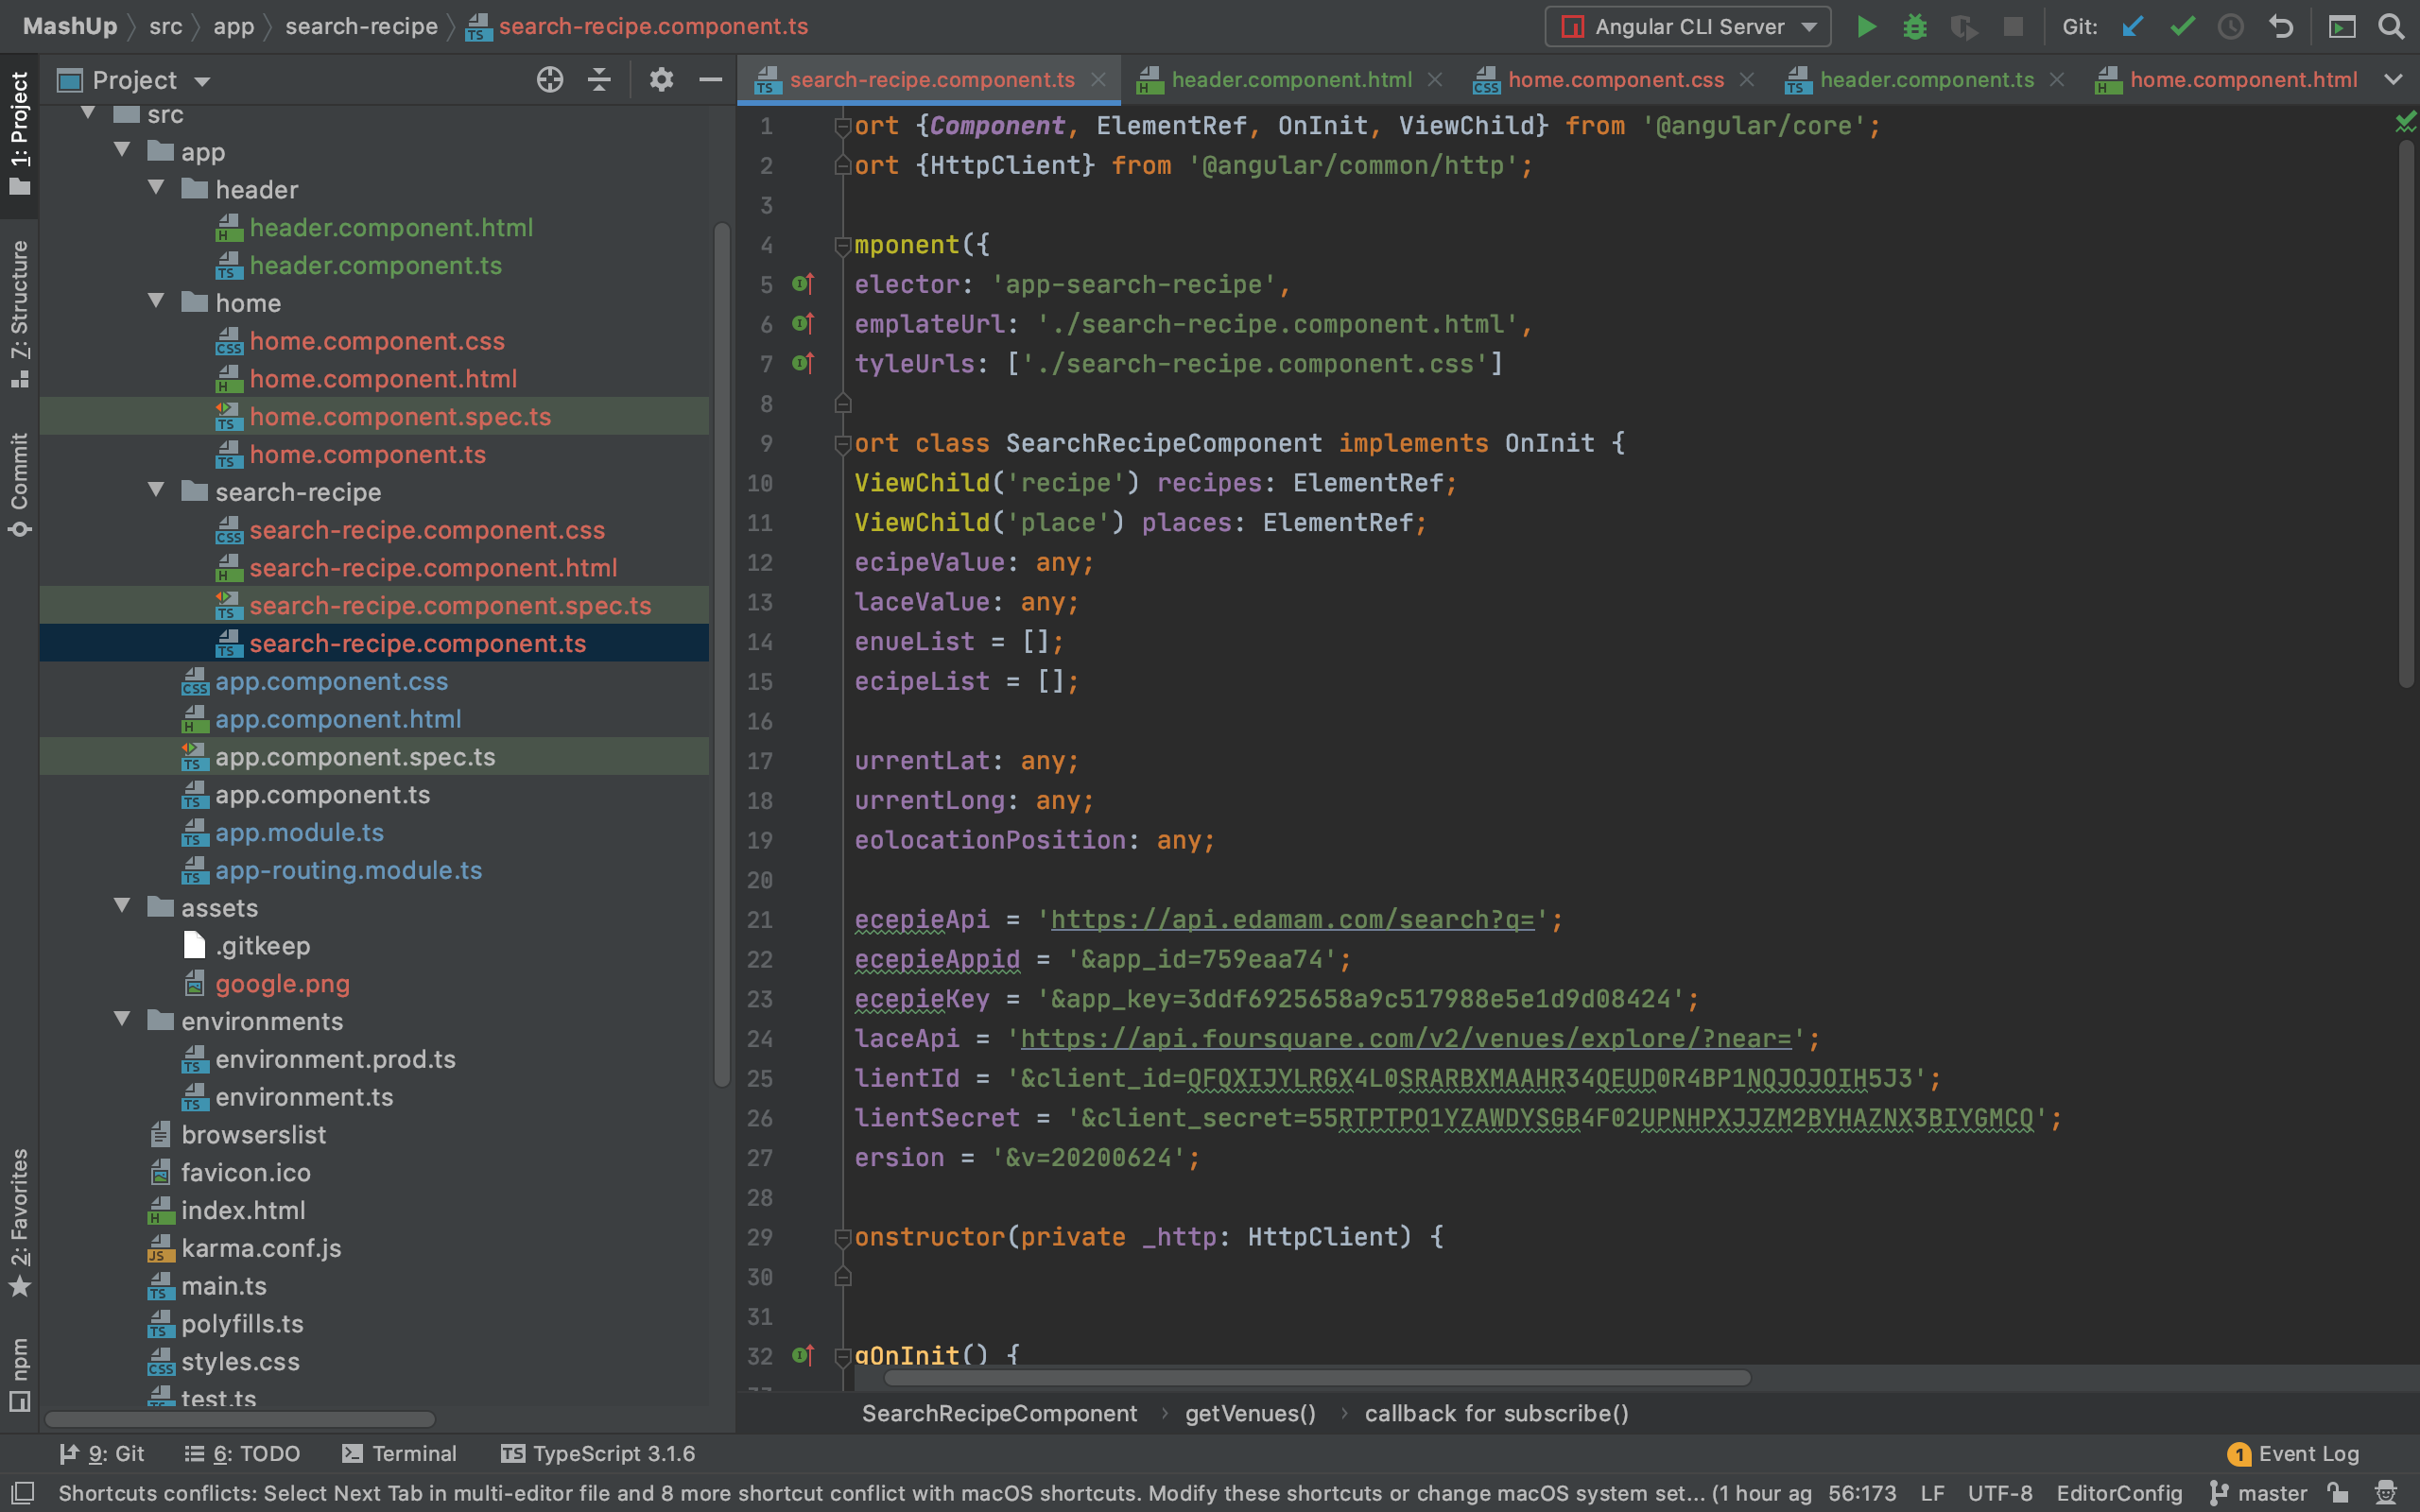 MashUp src app search-recipe search-recipe.component.ts
Angular CLI Server Git:
Project
search-recipe.component.ts header.component.html home.component.css header.component.ts home.component.html
1: Project
7: Structure
Commit
2: Favorites
npm
src
app
header
header.component.html
header.component.ts
home
home.component.css
home.component.html
home.component.spec.ts
home.component.ts
search-recipe
search-recipe.component.css
search-recipe.component.html
search-recipe.component.spec.ts
search-recipe.component.ts
app.component.css
app.component.html
app.component.spec.ts
app.component.ts
app.module.ts
app-routing.module.ts
assets
.gitkeep
google.png
environments
environment.prod.ts
environment.ts
browserslist
favicon.ico
index.html
karma.conf.js
main.ts
polyfills.ts
styles.css
test.ts
1 ort {Component, ElementRef, OnInit, ViewChild} from '@angular/core';
2 ort {HttpClient} from '@angular/common/http';
3
4 mponent({
5 elector: 'app-search-recipe',
6 emplateUrl: './search-recipe.component.html',
7 tyleUrls: ['./search-recipe.component.css']
8
9 ort class SearchRecipeComponent implements OnInit {
10 ViewChild('recipe') recipes: ElementRef;
11 ViewChild('place') places: ElementRef;
12 ecipeValue: any;
13 laceValue: any;
14 enueList = [];
15 ecipeList = [];
16
17 urrentLat: any;
18 urrentLong: any;
19 eolocationPosition: any;
20
21 ecepieApi = 'https://api.edamam.com/search?q=';
22 ecepieAppid = '&app_id=759eaa74';
23 ecepieKey = '&app_key=3ddf6925658a9c517988e5e1d9d08424';
24 laceApi = 'https://api.foursquare.com/v2/venues/explore/?near=';
25 lientId = '&client_id=QFQXIJYLRGX4L0SRARBXMAAHR34QEUD0R4BP1NQJOJOIH5J3';
26 lientSecret = '&client_secret=55RTPTPO1YZAWDYSGB4F02UPNHPXJJZM2BYHAZNX3BIYGMCQ';
27 ersion = '&v=20200624';
28
29 onstructor(private _http: HttpClient) {
30
31
32 gOnInit() {
SearchRecipeComponent getVenues() callback for subscribe()
9: Git 6: TODO Terminal TypeScript 3.1.6 1 Event Log
Shortcuts conflicts: Select Next Tab in multi-editor file and 8 more shortcut conflict with macOS shortcuts. Modify these shortcuts or change macOS system set... (1 hour ag 56:173 LF UTF-8 EditorConfig master